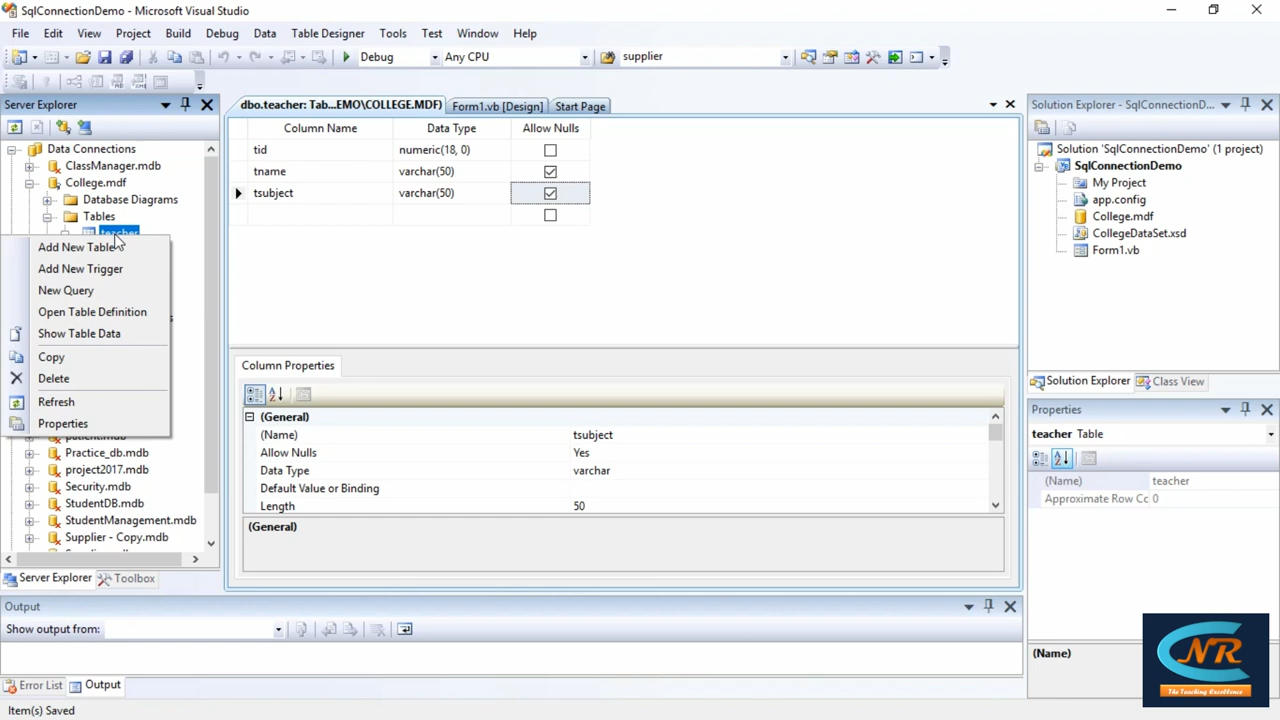 SqlConnectionDemo - Microsoft Visual Studio
File Edit View Project Build Debug Data Table Designer Tools Test Window Help
Debug Any CPU supplier
Server Explorer
Data Connections
ClassManager.mdb
College.mdf
Database Diagrams
Tables
teacher
Add New Table
Add New Trigger
New Query
Open Table Definition
Show Table Data
Copy
Delete
Refresh
Properties
patient.mdb
Practice_db.mdb
project2017.mdb
Security.mdb
StudentDB.mdb
StudentManagement.mdb
Supplier - Copy.mdb
Server Explorer Toolbox
dbo.teacher: Tab...EMO\COLLEGE.MDF) Form1.vb [Design] Start Page
Column Name Data Type Allow Nulls
tid numeric(18, 0)
tname varchar(50)
tsubject varchar(50)
Column Properties
(General)
(Name) tsubject
Allow Nulls Yes
Data Type varchar
Default Value or Binding
Length 50
(General)
Solution Explorer - SqlConnectionD...
Solution 'SqlConnectionDemo' (1 project)
SqlConnectionDemo
My Project
app.config
College.mdf
CollegeDataSet.xsd
Form1.vb
Solution Explorer Class View
Properties
teacher Table
(Name) teacher
Approximate Row Cc 0
(Name)
NR
The Teaching Excellence
Output
Show output from:
Error List Output
Item(s) Saved